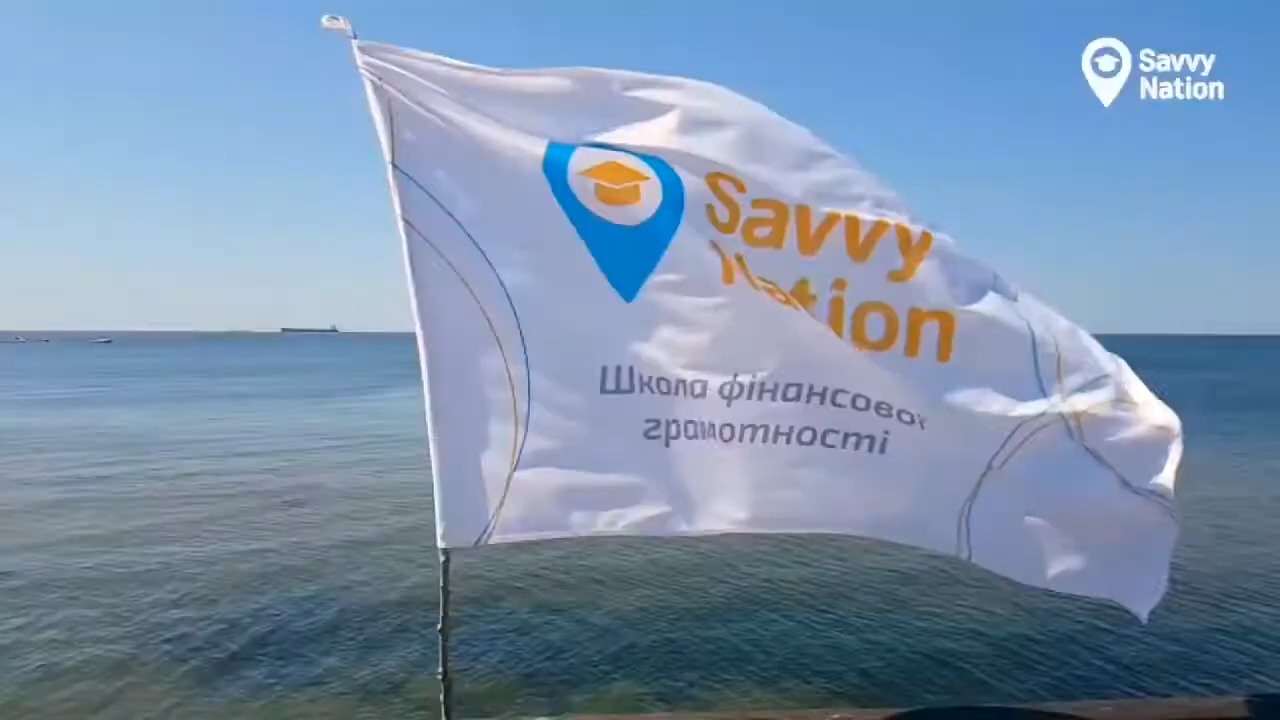 Savvy
Nation
Школа фінансової
грамотності
Savvy
Nation